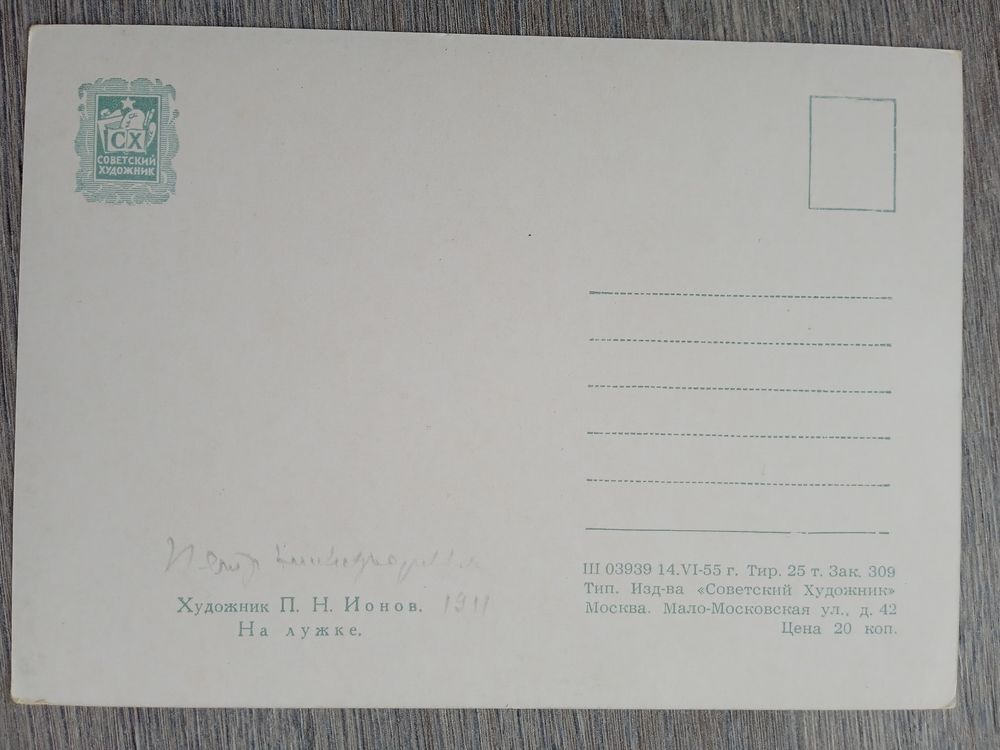 СХ
СОВЕТСКИЙ
ХУДОЖНИК
Художник П. Н. Ионов. 1911
На лужке.
Ш 03939 14.VI-55 г. Тир. 25 т. Зак. 309
Тип. Изд-ва «Советский Художник»
Москва. Мало-Московская ул., д. 42
Цена 20 коп.